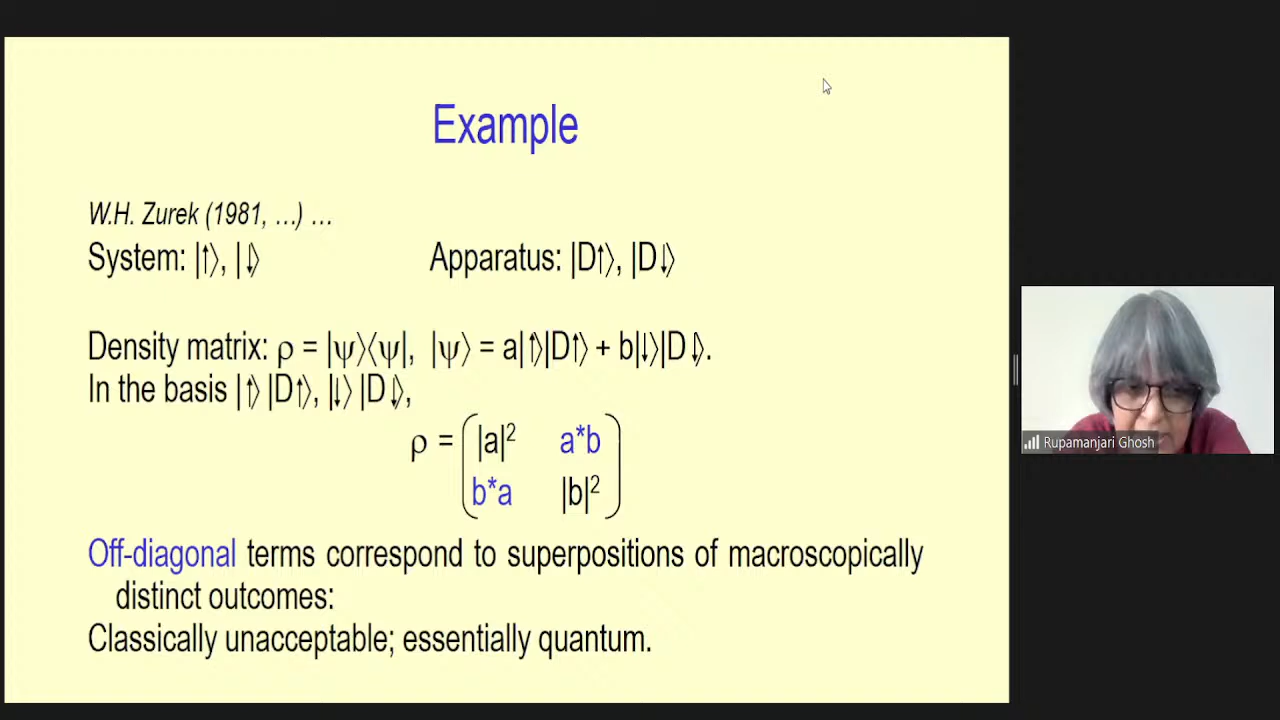 Example
W.H. Zurek (1981, …) …
System: |↑⟩, |↓⟩ Apparatus: |D↑⟩, |D↓⟩
Density matrix: ρ = |ψ⟩⟨ψ|, |ψ⟩ = a|↑⟩|D↑⟩ + b|↓⟩|D↓⟩.
In the basis |↑⟩ |D↑⟩, |↓⟩ |D↓⟩,
ρ = ( |a|² a*b
b*a |b|² )
Off-diagonal terms correspond to superpositions of macroscopically
distinct outcomes:
Classically unacceptable; essentially quantum.
Rupamanjari Ghosh